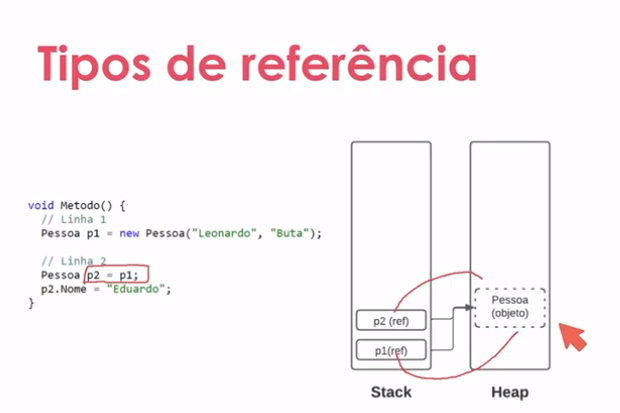 Tipos de referência
void Metodo() {
// Linha 1
Pessoa p1 = new Pessoa("Leonardo", "Buta");
// Linha 2
Pessoa p2 = p1;
p2.Nome = "Eduardo";
}
p2 (ref)
p1(ref)
Stack
Pessoa
(objeto)
Heap